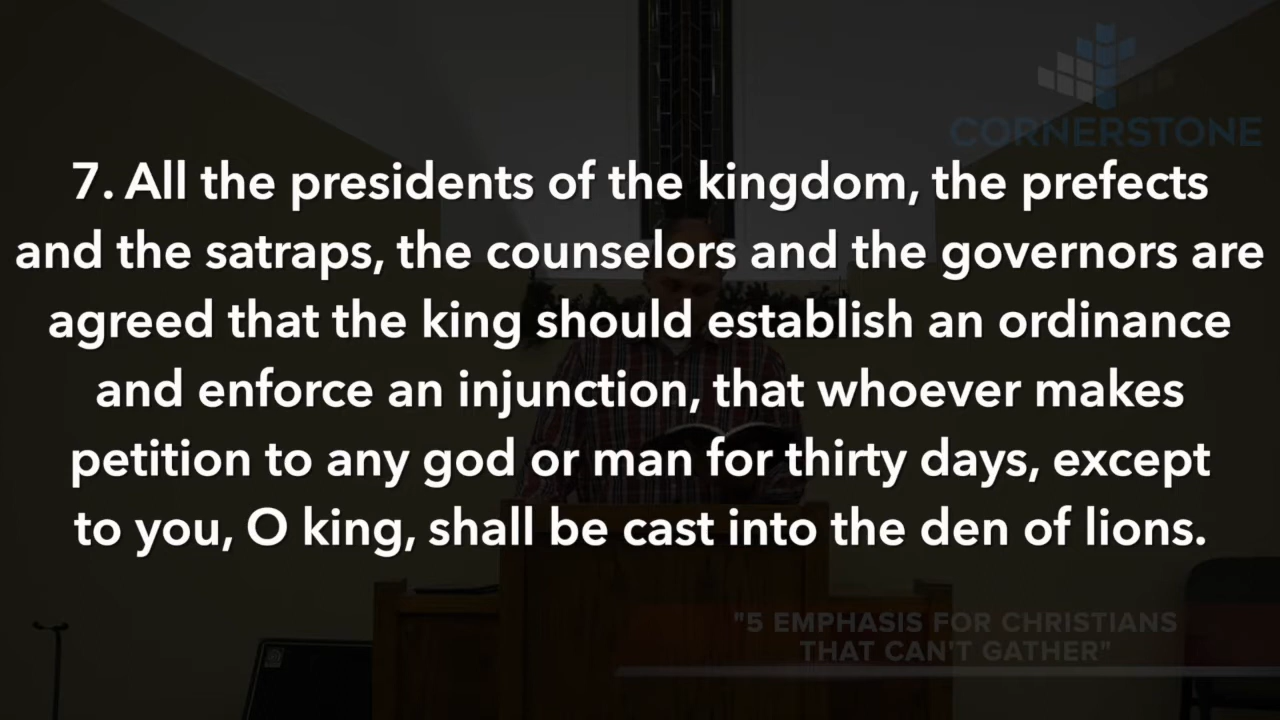 CORNERSTONE
7. All the presidents of the kingdom, the prefects
and the satraps, the counselors and the governors are
agreed that the king should establish an ordinance
and enforce an injunction, that whoever makes
petition to any god or man for thirty days, except
to you, O king, shall be cast into the den of lions.
"5 EMPHASIS FOR CHRISTIANS
THAT CAN'T GATHER"